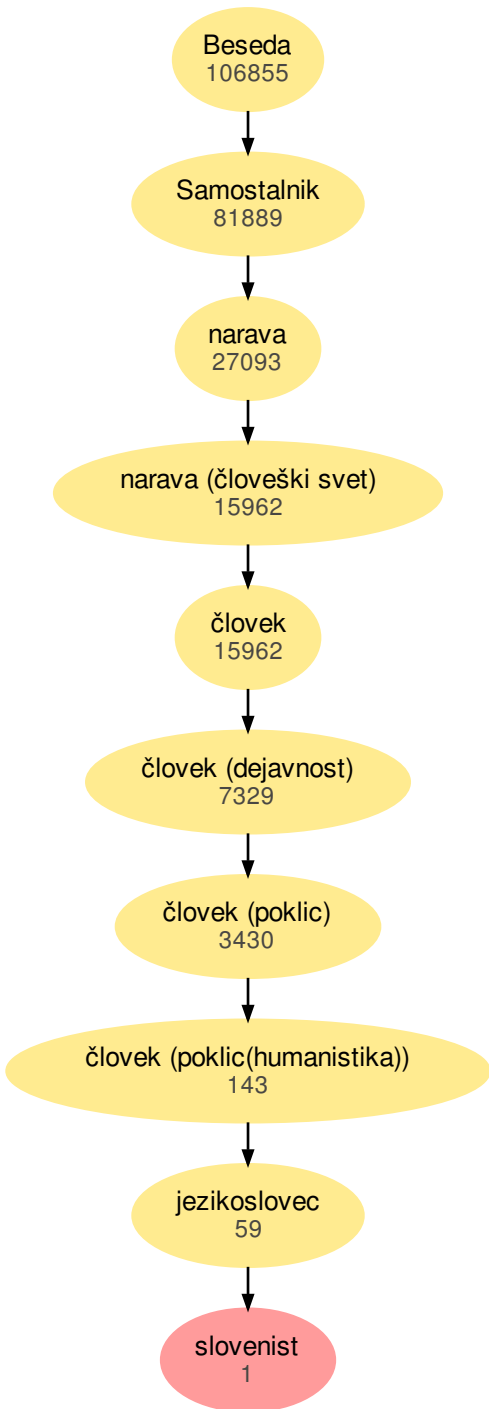 Beseda
106855
Samostalnik
81889
narava
27093
narava (človeški svet)
15962
človek
15962
človek (dejavnost)
7329
človek (poklic)
3430
človek (poklic(humanistika))
143
jezikoslovec
59
slovenist
1